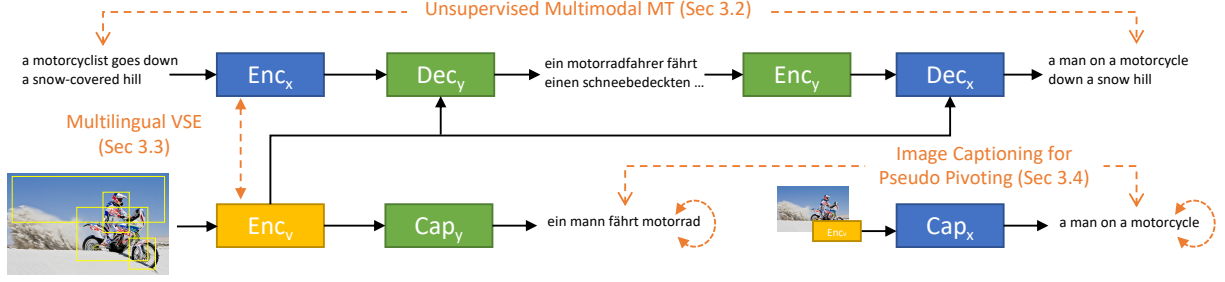 Unsupervised Multimodal MT (Sec 3.2)
a motorcyclist goes down
a snow-covered hill
Encx
Decy
ein motorradfahrer fährt
einen schneebedeckten ...
Ency
Decx
a man on a motorcycle
down a snow hill
Multilingual VSE
(Sec 3.3)
Image Captioning for
Pseudo Pivoting (Sec 3.4)
Encv
Capy
ein mann fährt motorrad
Encv
Capx
a man on a motorcycle